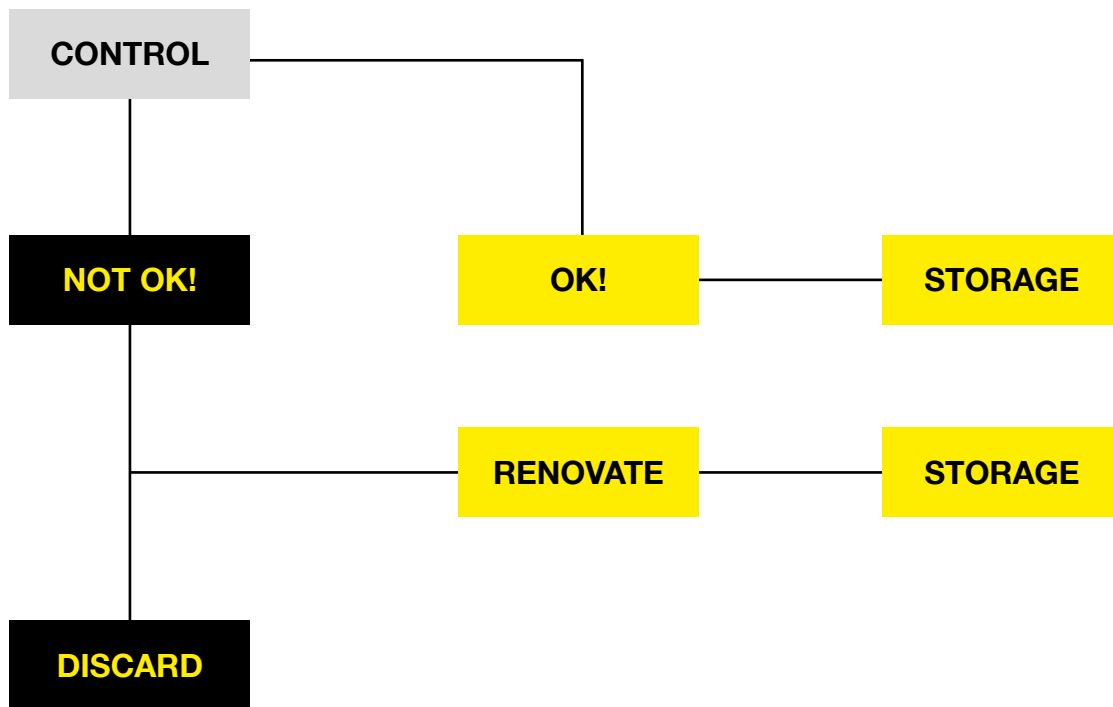 CONTROL
NOT OK!
OK!
STORAGE
RENOVATE
STORAGE
DISCARD